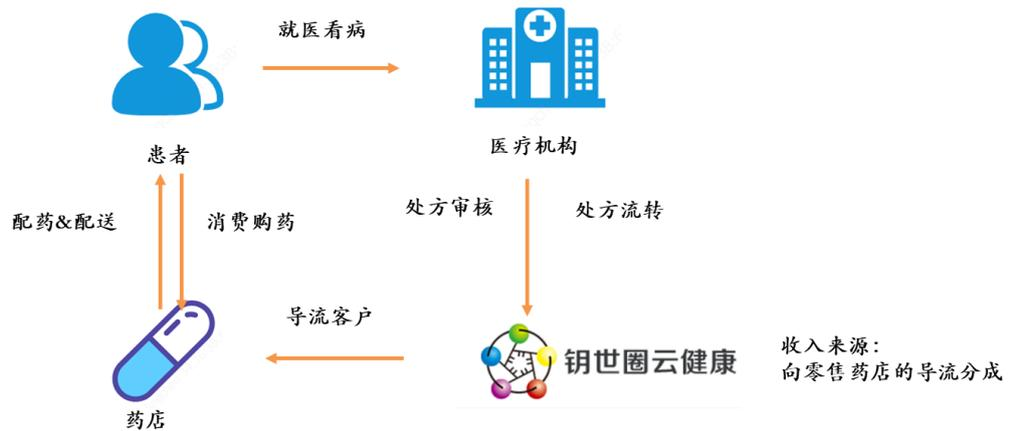 就医看病
患者
医疗机构
配药&配送
消费购药
处方审核
处方流转
导流客户
钥世圈云健康
收入来源：
向零售药店的导流分成
药店